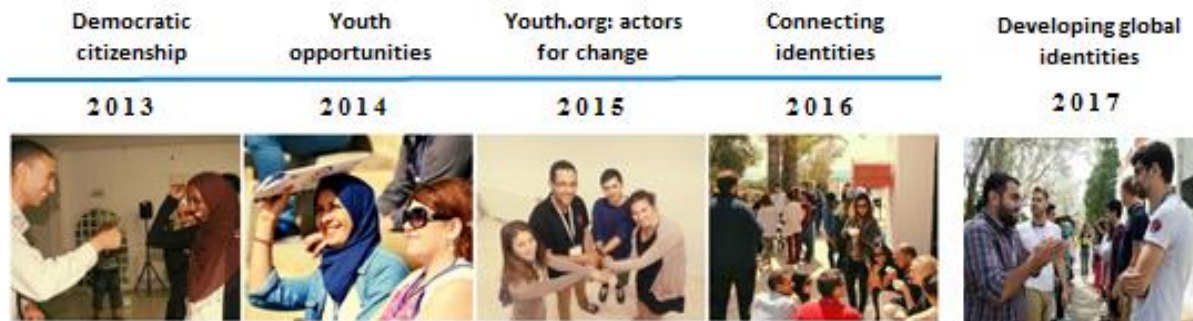 Democratic
citizenship
2013
Youth
opportunities
2014
Youth.org: actors
for change
2015
Connecting
identities
2016
Developing global
identities
2017